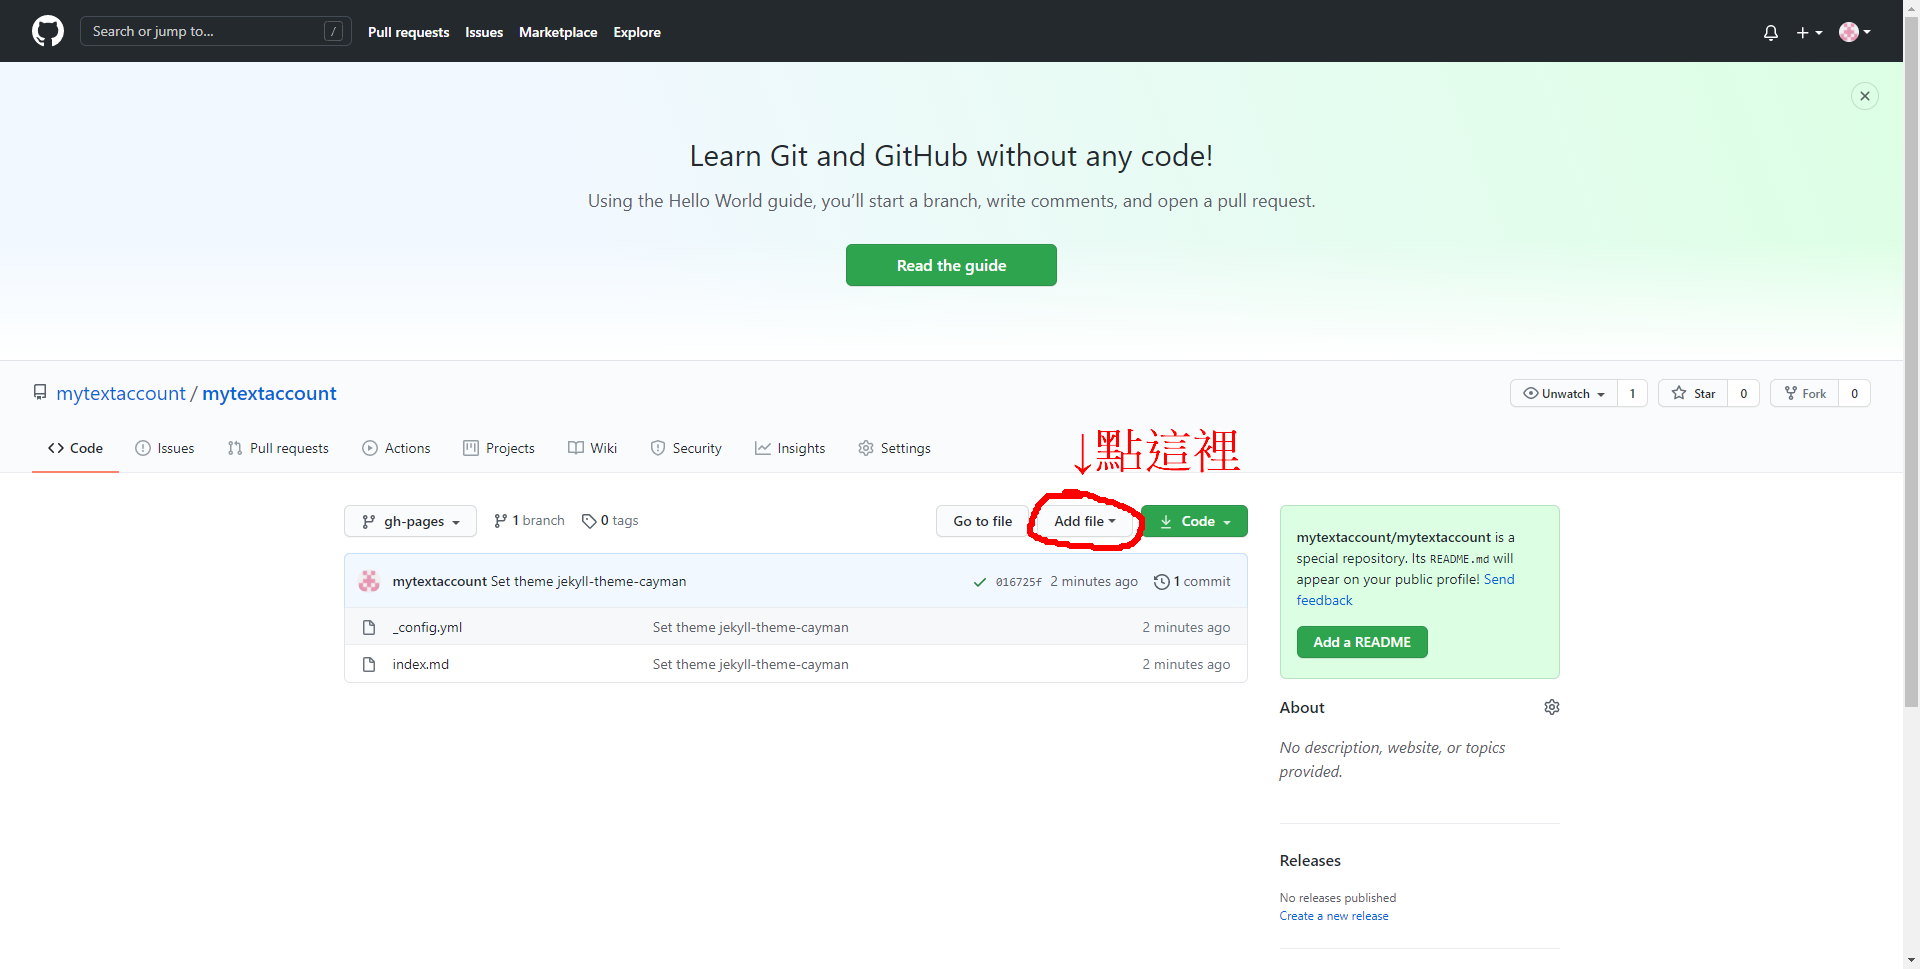 Search or jump to... /
Pull requests Issues Marketplace Explore
Learn Git and GitHub without any code!
Using the Hello World guide, you’ll start a branch, write comments, and open a pull request.
Read the guide
mytextaccount / mytextaccount
Unwatch 1 Star 0 Fork 0
Code Issues Pull requests Actions Projects Wiki Security Insights Settings
↓點這裡
gh-pages 1 branch 0 tags Go to file Add file Code
mytextaccount Set theme jekyll-theme-cayman 016725f 2 minutes ago 1 commit
_config.yml Set theme jekyll-theme-cayman 2 minutes ago
index.md Set theme jekyll-theme-cayman 2 minutes ago
mytextaccount/mytextaccount is a
special repository. Its README.md will
appear on your public profile! Send
feedback
Add a README
About
No description, website, or topics
provided.
Releases
No releases published
Create a new release